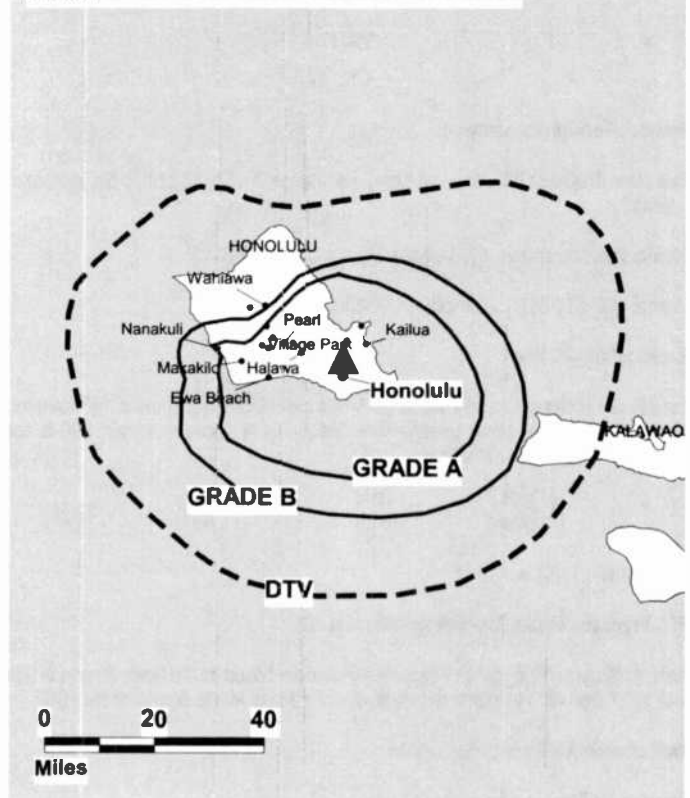 HONOLULU
Wahiawa
Pearl
Nanakuli
Kailua
Village Park
Makakilo
Halawa
Honolulu
Ewa Beach
KALAWAO
GRADE A
GRADE B
DTV
0 20 40
Miles